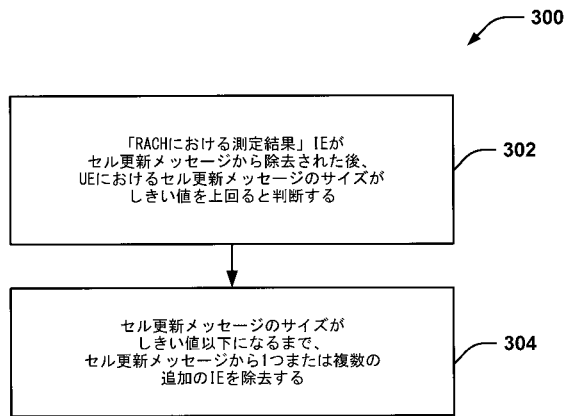 300
「RACHにおける測定結果」IEが
セル更新メッセージから除去された後、
UEにおけるセル更新メッセージのサイズが
しきい値を上回ると判断する
302
セル更新メッセージのサイズが
しきい値以下になるまで、
セル更新メッセージから1つまたは複数の
追加のIEを除去する
304